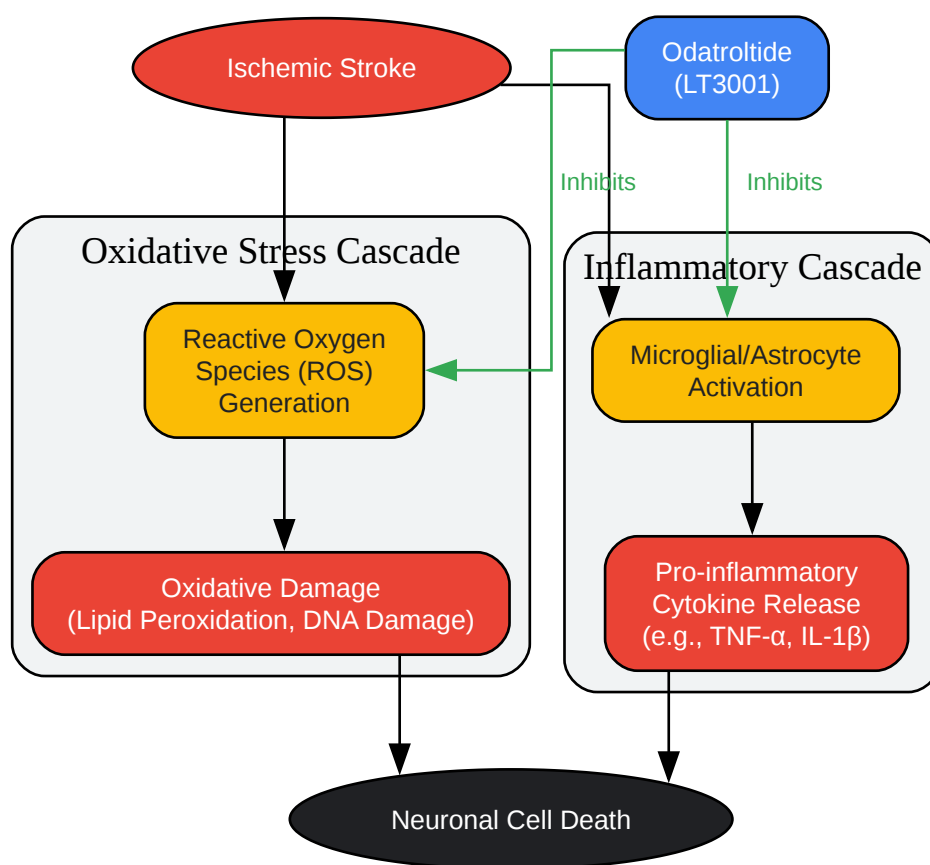 Ischemic Stroke
Odatroltide
(LT3001)
Inhibits
Inhibits
Oxidative Stress Cascade
Inflammatory Cascade
Reactive Oxygen
Species (ROS)
Generation
Microglial/Astrocyte
Activation
Oxidative Damage
(Lipid Peroxidation, DNA Damage)
Pro-inflammatory
Cytokine Release
(e.g., TNF-α, IL-1β)
Neuronal Cell Death